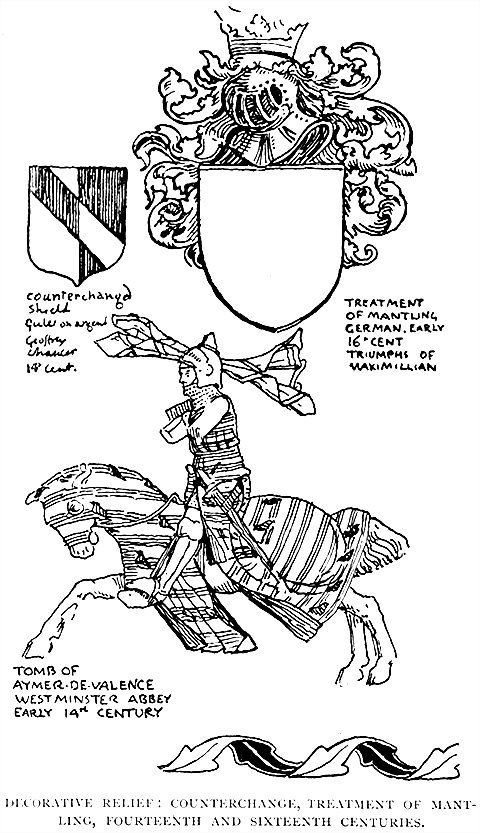 counterchanged
shield
Gules on argent
Geoffrey
Chaucer
14th Cent.
TREATMENT
OF MANTLING
GERMAN. EARLY
16th CENT
TRIUMPHS OF
MAXIMILLIAN
TOMB OF
AYMER·DE·VALENCE
WESTMINSTER ABBEY
EARLY 14th CENTURY
DECORATIVE RELIEF: COUNTERCHANGE, TREATMENT OF MANT-
LING, FOURTEENTH AND SIXTEENTH CENTURIES.